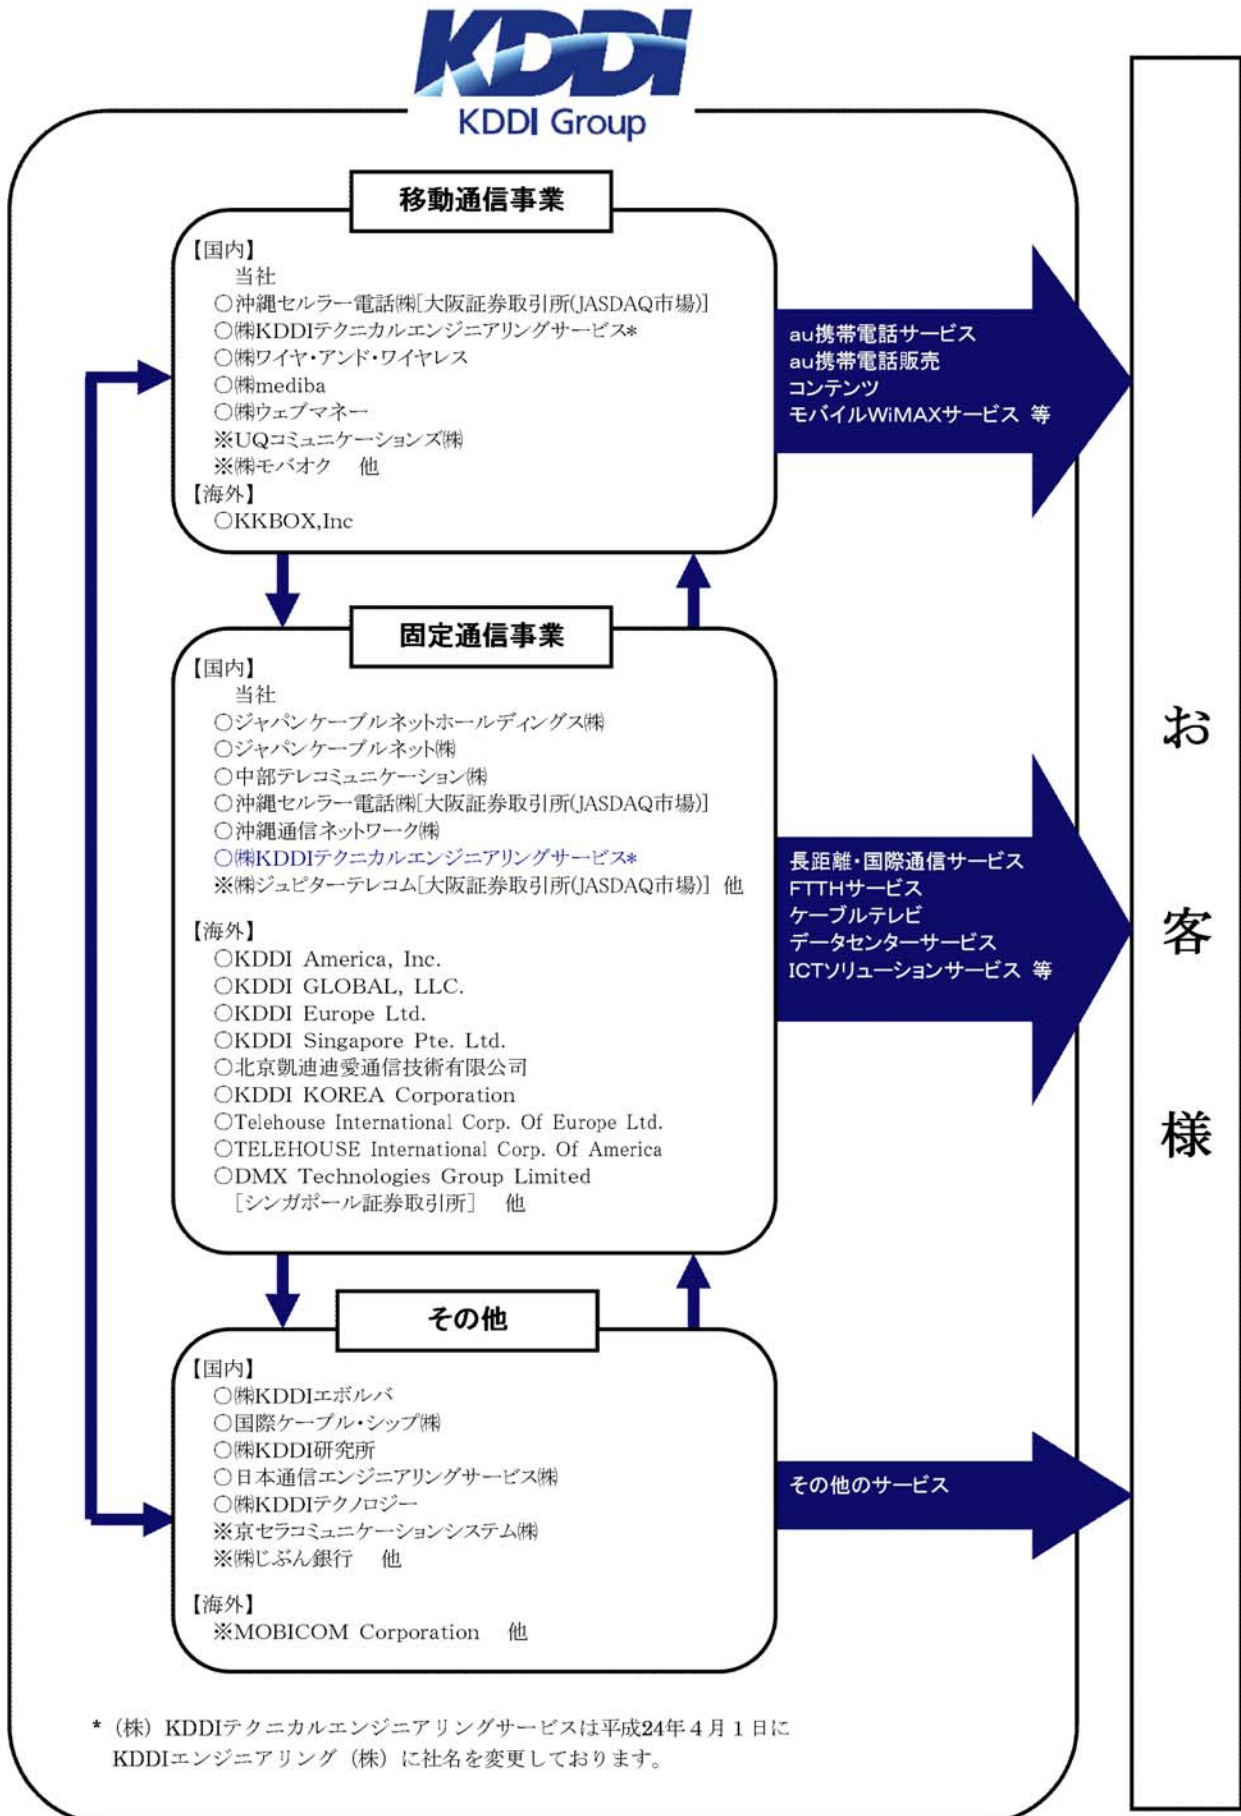 KDDI
KDDI Group
移動通信事業
【国内】
当社
○沖縄セルラー電話㈱[大阪証券取引所(JASDAQ市場)]
○㈱KDDIテクニカルエンジニアリングサービス*
○㈱ワイヤ・アンド・ワイヤレス
○㈱mediba
○㈱ウェブマネー
※UQコミュニケーションズ㈱
※㈱モバオク 他
【海外】
○KKBOX,Inc
au携帯電話サービス
au携帯電話販売
コンテンツ
モバイルWiMAXサービス 等
固定通信事業
【国内】
当社
○ジャパンケーブルネットホールディングス㈱
○ジャパンケーブルネット㈱
○中部テレコミュニケーション㈱
○沖縄セルラー電話㈱[大阪証券取引所(JASDAQ市場)]
○沖縄通信ネットワーク㈱
○㈱KDDIテクニカルエンジニアリングサービス*
※㈱ジュピターテレコム[大阪証券取引所(JASDAQ市場)] 他
【海外】
○KDDI America, Inc.
○KDDI GLOBAL, LLC.
○KDDI Europe Ltd.
○KDDI Singapore Pte. Ltd.
○北京凱迪迪愛通信技術有限公司
○KDDI KOREA Corporation
○Telehouse International Corp. Of Europe Ltd.
○TELEHOUSE International Corp. Of America
○DMX Technologies Group Limited
［シンガポール証券取引所］ 他
長距離・国際通信サービス
FTTHサービス
ケーブルテレビ
データセンターサービス
ICTソリューションサービス 等
その他
【国内】
○㈱KDDIエボルバ
○国際ケーブル・シップ㈱
○㈱KDDI研究所
○日本通信エンジニアリングサービス㈱
○㈱KDDIテクノロジー
※京セラコミュニケーションシステム㈱
※㈱じぶん銀行 他
【海外】
※MOBICOM Corporation 他
その他のサービス
お客様
*（株）KDDIテクニカルエンジニアリングサービスは平成24年４月１日に
KDDIエンジニアリング（株）に社名を変更しております。